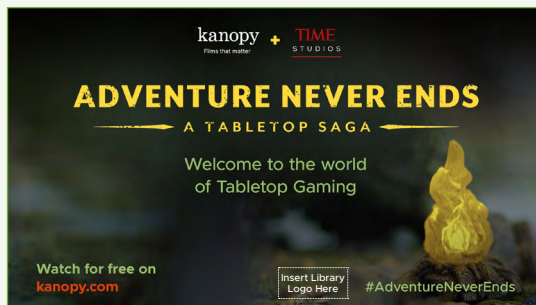 kanopy + TIME
Films that matter STUDIOS
ADVENTURE NEVER ENDS
A TABLETOP SAGA
Welcome to the world
of Tabletop Gaming
Watch for free on
kanopy.com
Insert Library
Logo Here
#AdventureNeverEnds